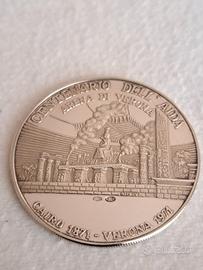 CENTENARIO DELL'AIDA
ARENA DI VERONA
CAIRO 1871 - VERONA 1971